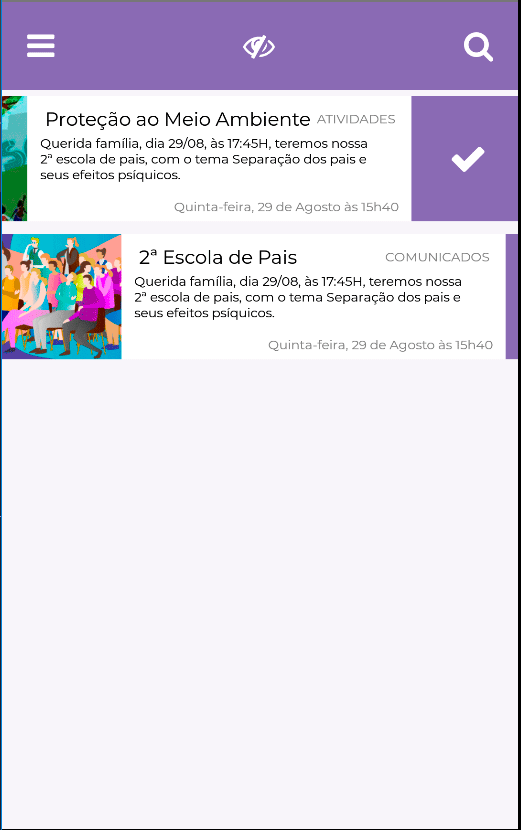 Proteção ao Meio Ambiente ATIVIDADES
Querida família, dia 29/08, às 17:45H, teremos nossa
2ª escola de pais, com o tema Separação dos pais e
seus efeitos psíquicos.
Quinta-feira, 29 de Agosto às 15h40
2ª Escola de Pais COMUNICADOS
Querida família, dia 29/08, às 17:45H, teremos nossa
2ª escola de pais, com o tema Separação dos pais e
seus efeitos psíquicos.
Quinta-feira, 29 de Agosto às 15h40